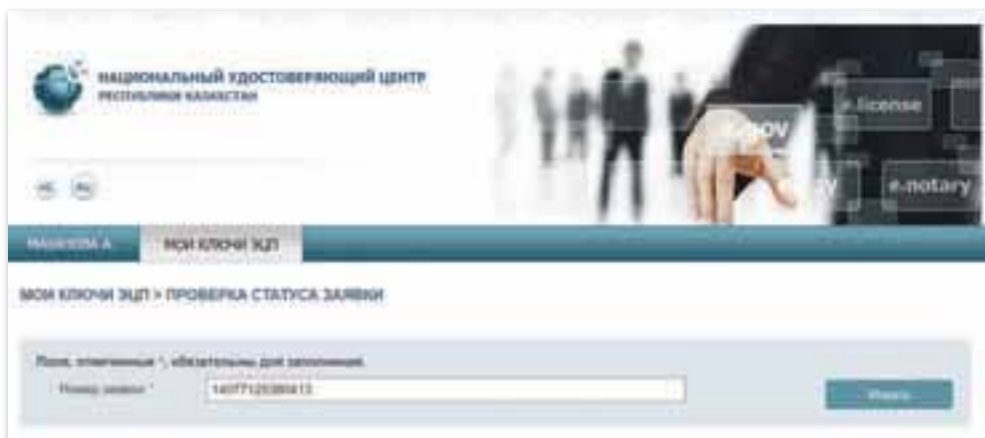 НАЦИОНАЛЬНЫЙ УДОСТОВЕРЯЮЩИЙ ЦЕНТР
РЕСПУБЛИКИ КАЗАХСТАН
e.license
e.gov
e.notary
МОИ КЛЮЧИ ЭЦП
МОИ КЛЮЧИ ЭЦП > ПРОВЕРКА СТАТУСА ЗАЯВКИ
Поля, отмеченные *, обязательны для заполнения
Номер заявки *
Искать